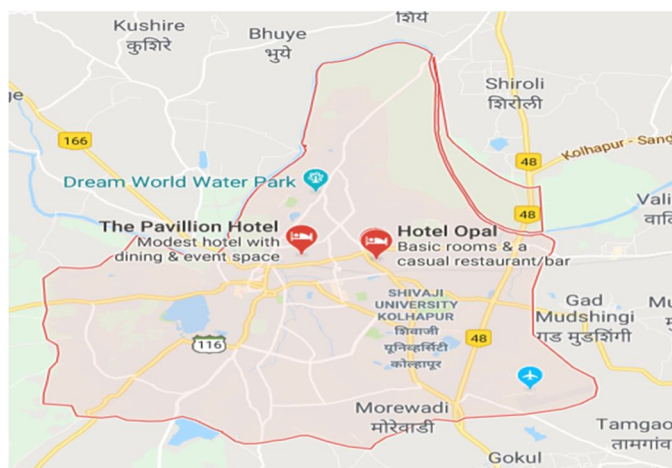 शिये
Kushire
कुशिरे
Bhuye
भुये
Shiroli
शिरोली
166
48
Kolhapur - Sang
Dream World Water Park
48
The Pavillion Hotel
Modest hotel with
dining & event space
Hotel Opal
Basic rooms & a
casual restaurant/bar
SHIVAJI
UNIVERSITY
KOLHAPUR
शिवाजी
यूनिव्हर्सिटी
कोल्हापूर
Gad
Mudshingi
गड मुडशिंगी
116
48
Morewadi
मोरेवाडी
Tamgao
तामगांव
Gokul